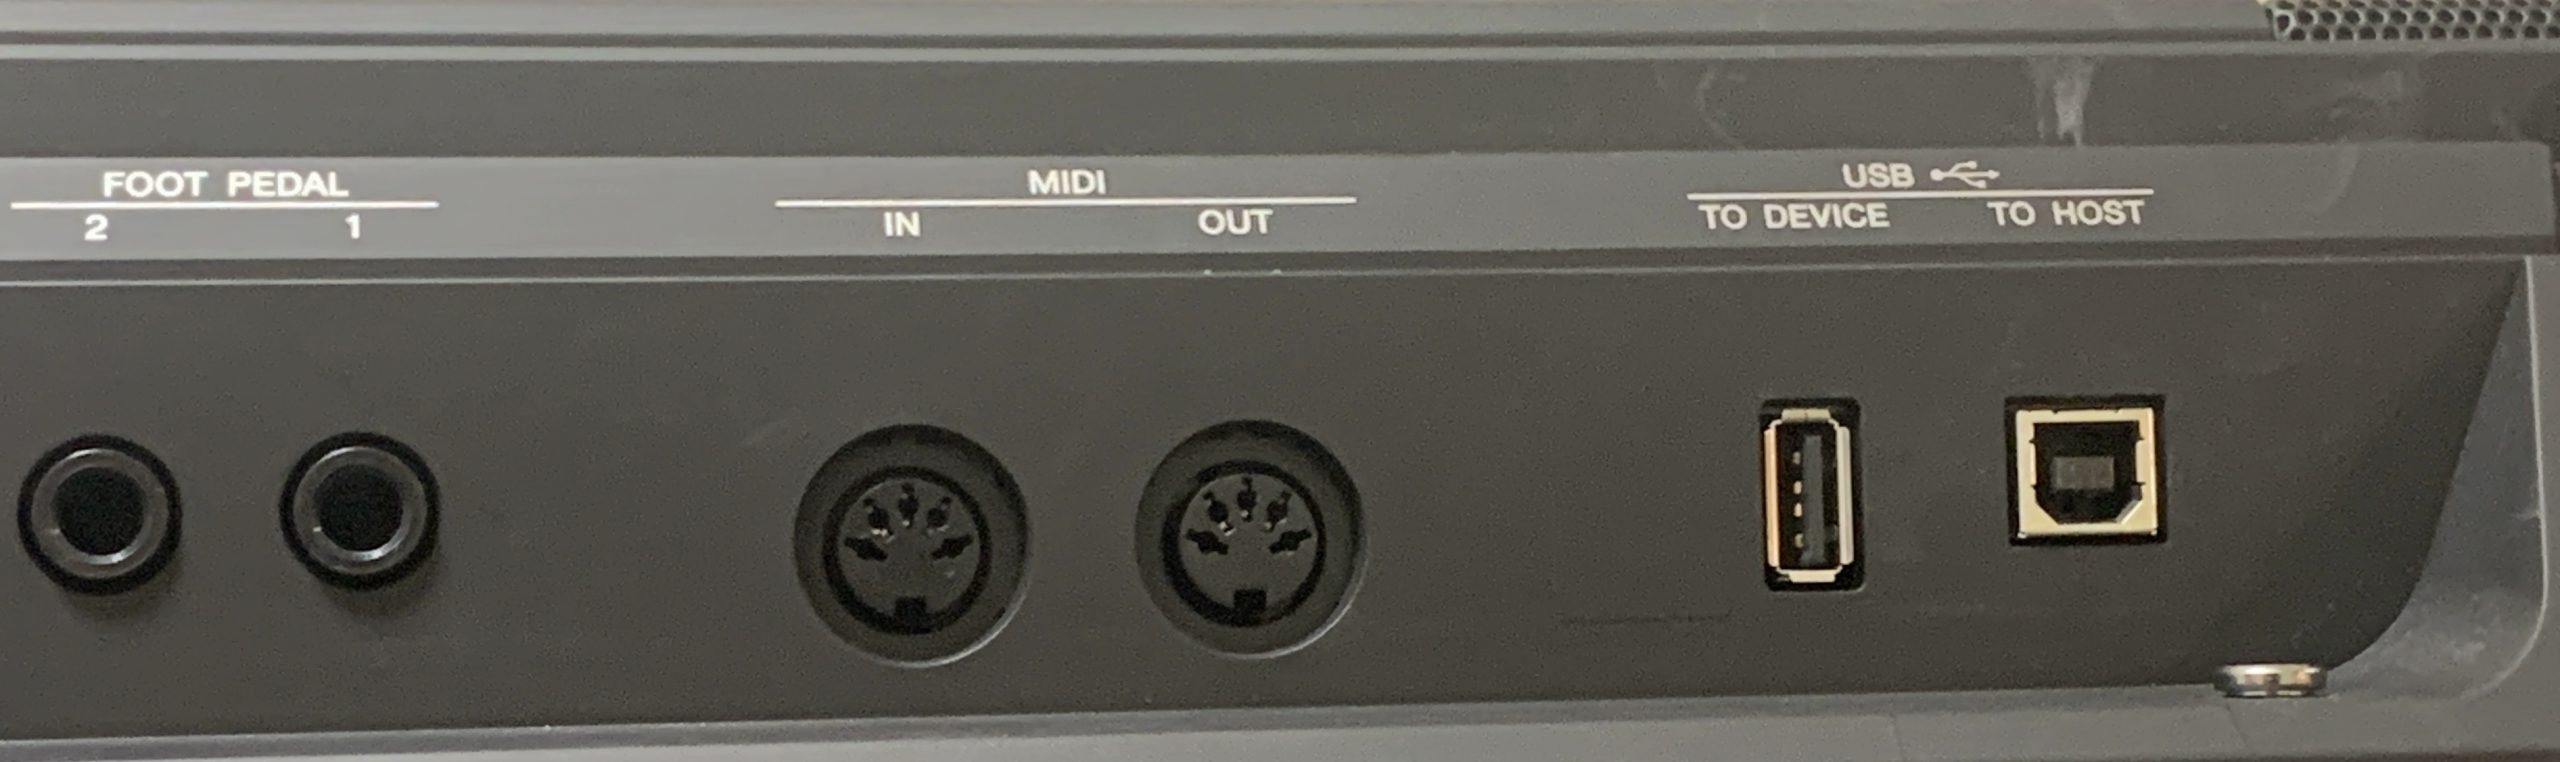 FOOT PEDAL
2 1
MIDI
IN OUT
USB
TO DEVICE TO HOST